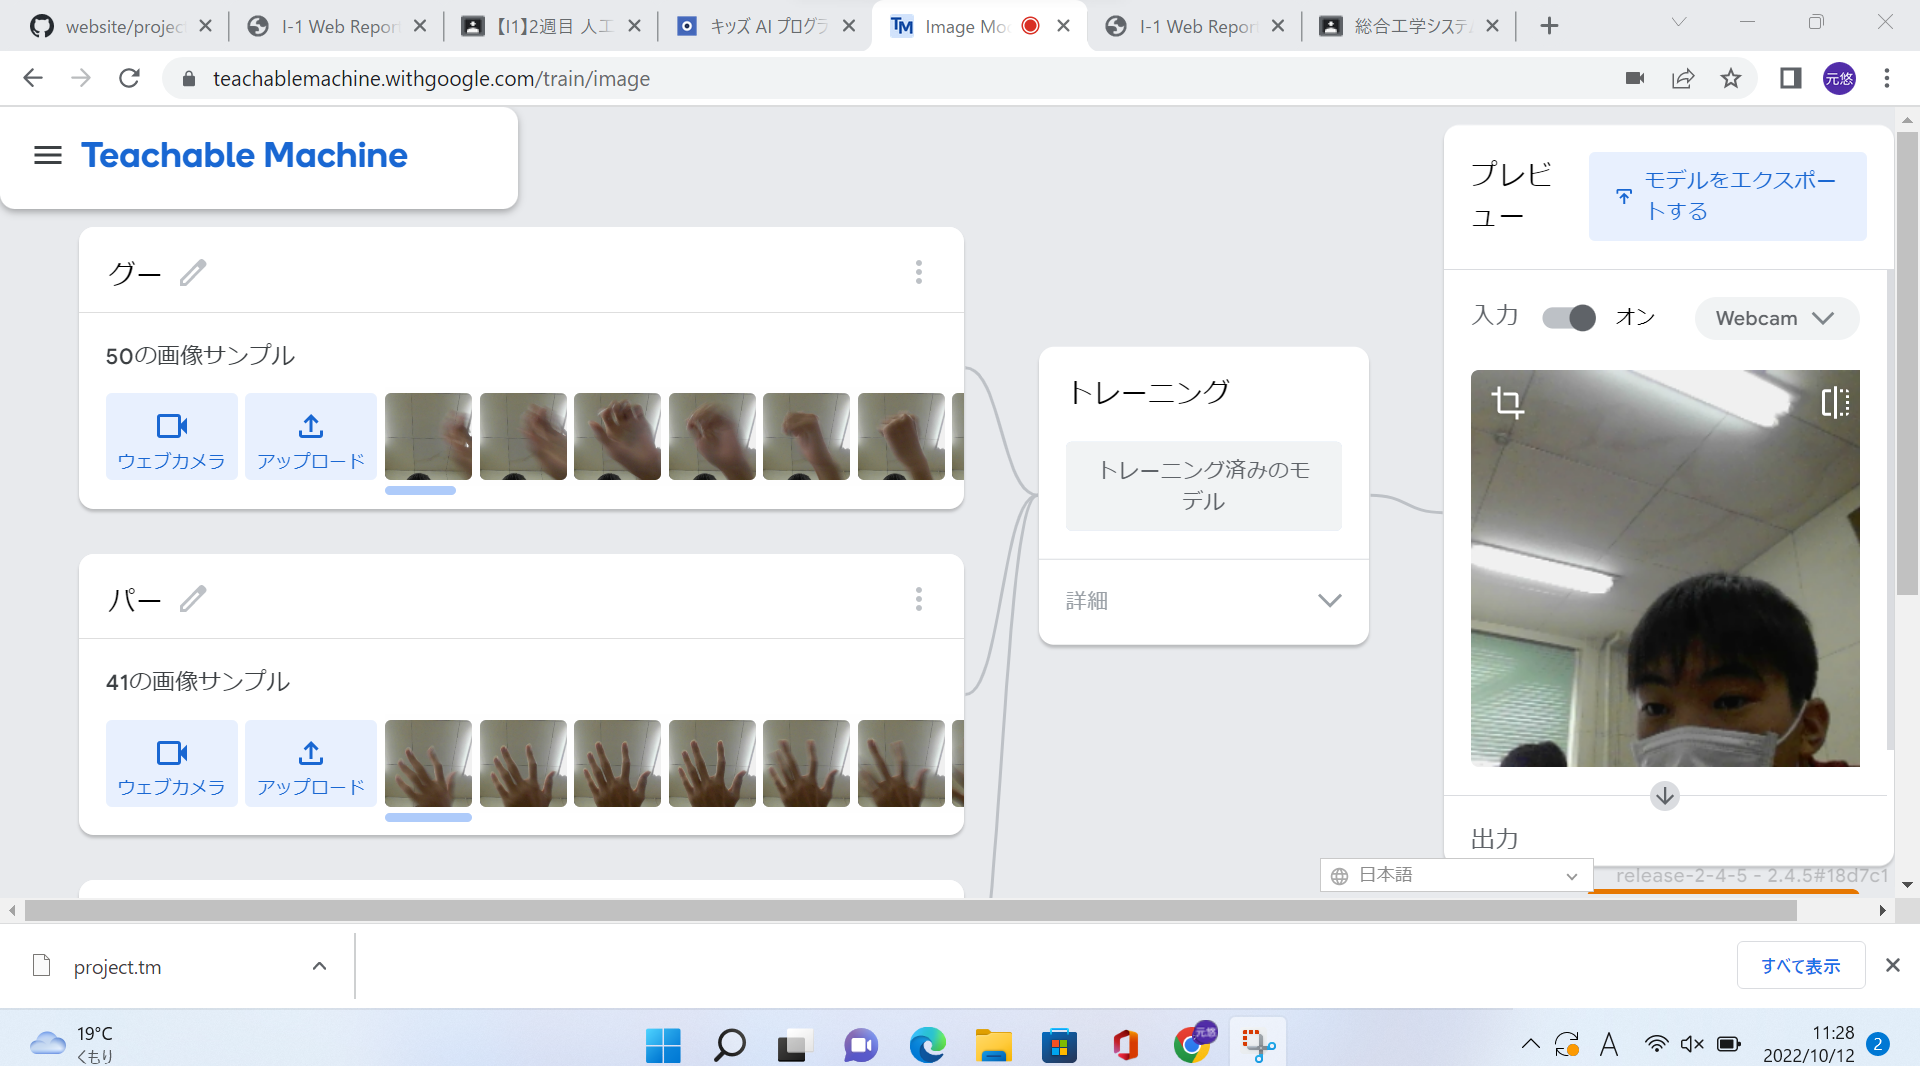 website/projec
I-1 Web Repor
【I1】2週目 人工
キッズ AI プログラ
Image Mo
I-1 Web Repor
総合工学システ
teachablemachine.withgoogle.com/train/image
元悠
Teachable Machine
グー
50の画像サンプル
ウェブカメラ
アップロード
パー
41の画像サンプル
ウェブカメラ
アップロード
トレーニング
トレーニング済みのモ
デル
詳細
プレビ
ュー
モデルをエクスポー
トする
入力
オン
Webcam
出力
日本語
release-2-4-5 - 2.4.5#18d7c1
project.tm
すべて表示
19°C
くもり
元悠
A
11:28
2022/10/12
2